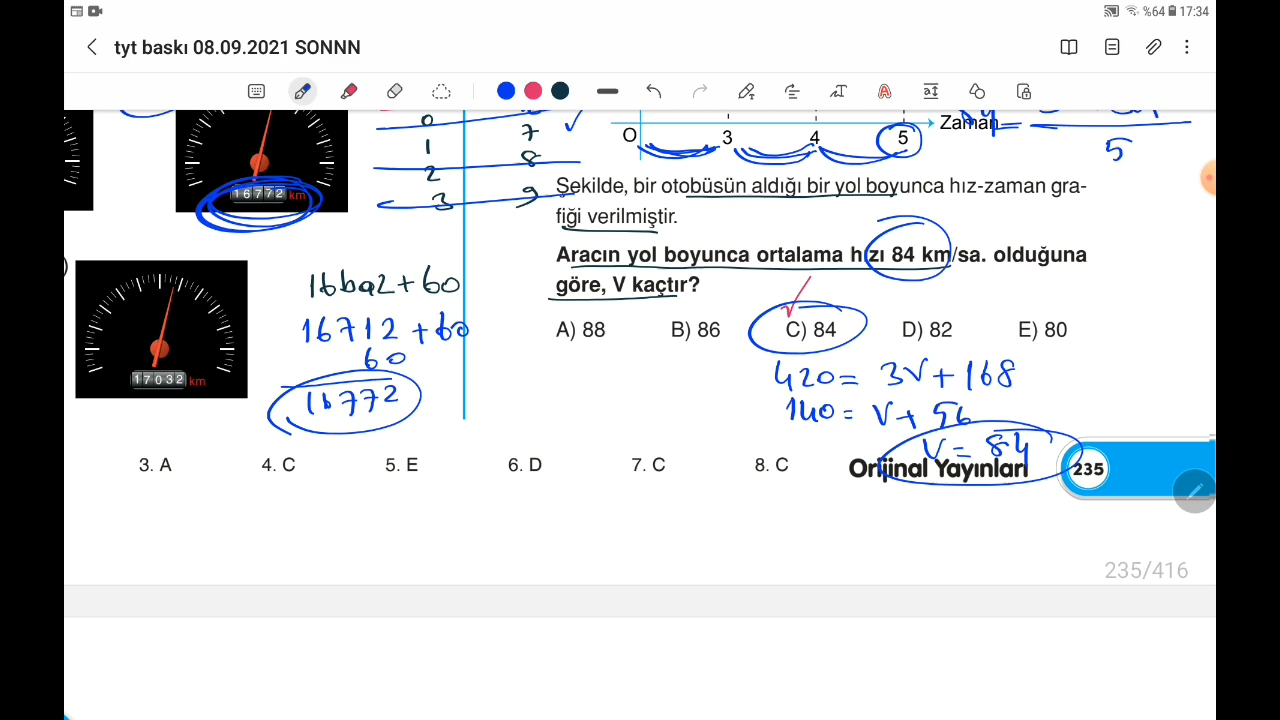 %64 17:34
tyt baskı 08.09.2021 SONNN
0
1 7
2 8
3 9
16772 km
17032 km
16ba2+60
16712 +60
60
16772
O 3 4 5 Zaman
5
Şekilde, bir otobüsün aldığı bir yol boyunca hız-zaman gra-
fiği verilmiştir.
Aracın yol boyunca ortalama hızı 84 km/sa. olduğuna
göre, V kaçtır?
A) 88 B) 86 C) 84 D) 82 E) 80
420 = 3V + 168
140 = V + 56
V = 84
3. A 4. C 5. E 6. D 7. C 8. C Orijinal Yayınları 235
235/416